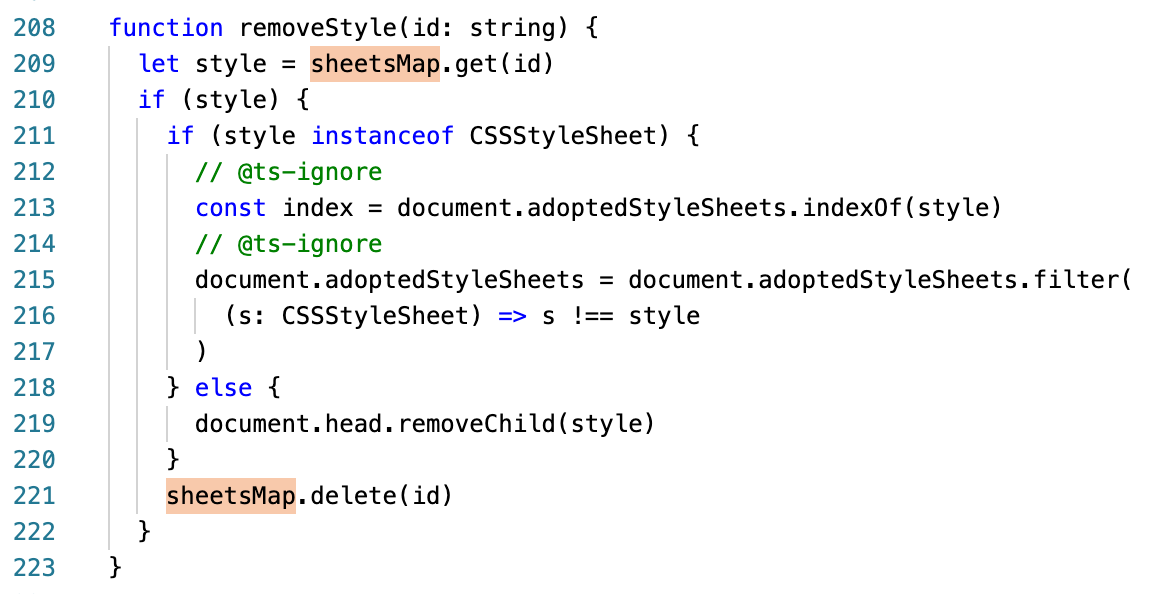 208 function removeStyle(id: string) {
209 let style = sheetsMap.get(id)
210 if (style) {
211 if (style instanceof CSSStyleSheet) {
212 // @ts-ignore
213 const index = document.adoptedStyleSheets.indexOf(style)
214 // @ts-ignore
215 document.adoptedStyleSheets = document.adoptedStyleSheets.filter(
216 (s: CSSStyleSheet) => s !== style
217 )
218 } else {
219 document.head.removeChild(style)
220 }
221 sheetsMap.delete(id)
222 }
223 }